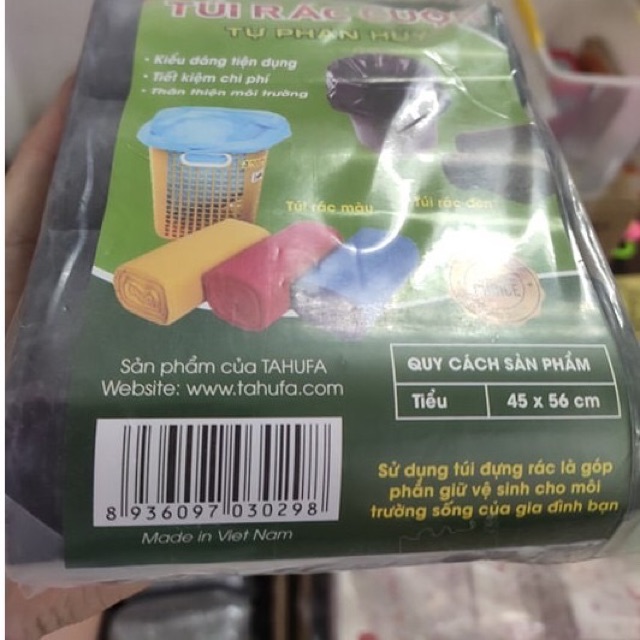 TÚI RÁC CUỘN
TỰ PHÂN HỦY
• Kiểu dáng tiện dụng
• Tiết kiệm chi phí
• Thân thiện môi trường
Túi rác màu
Túi rác đen
Sản phẩm của TAHUFA
Website: www.tahufa.com
QUY CÁCH SẢN PHẨM
Tiểu 45 x 56 cm
8 936097 030298
Made in Viet Nam
Sử dụng túi đựng rác là góp
phần giữ vệ sinh cho môi
trường sống của gia đình bạn